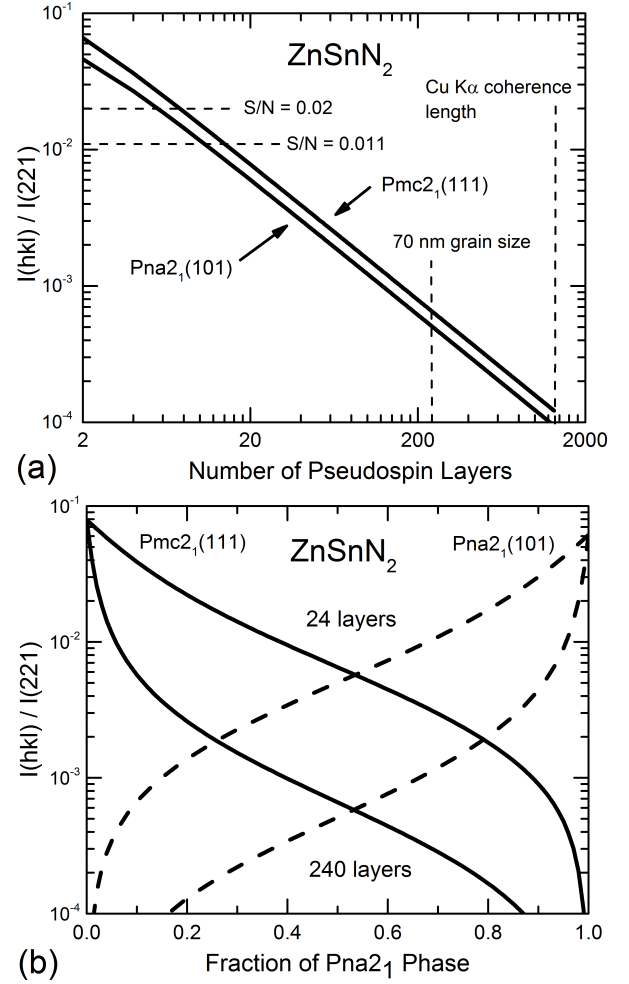 10⁻¹
ZnSnN₂
Cu Kα coherence
length
S/N = 0.02
10⁻²
S/N = 0.011
Pmc2₁(111)
70 nm grain size
Pna2₁(101)
10⁻³
10⁻⁴
I(hkl) / I(221)
2
20
200
2000
(a)
Number of Pseudospin Layers
10⁻¹
Pmc2₁(111)
ZnSnN₂
Pna2₁(101)
24 layers
10⁻²
10⁻³
240 layers
10⁻⁴
I(hkl) / I(221)
0.0
0.2
0.4
0.6
0.8
1.0
(b)
Fraction of Pna2₁ Phase